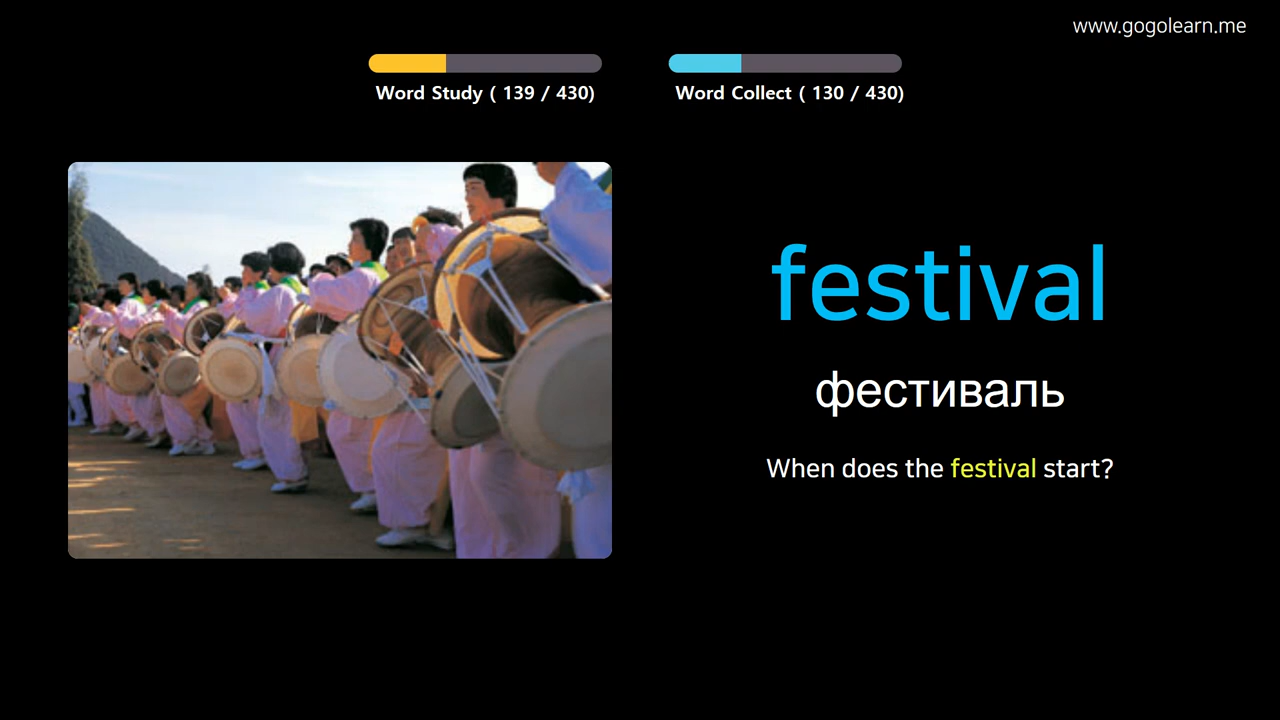 www.gogolearn.me
Word Study ( 139 / 430)
Word Collect ( 130 / 430)
festival
фестиваль
When does the festival start?